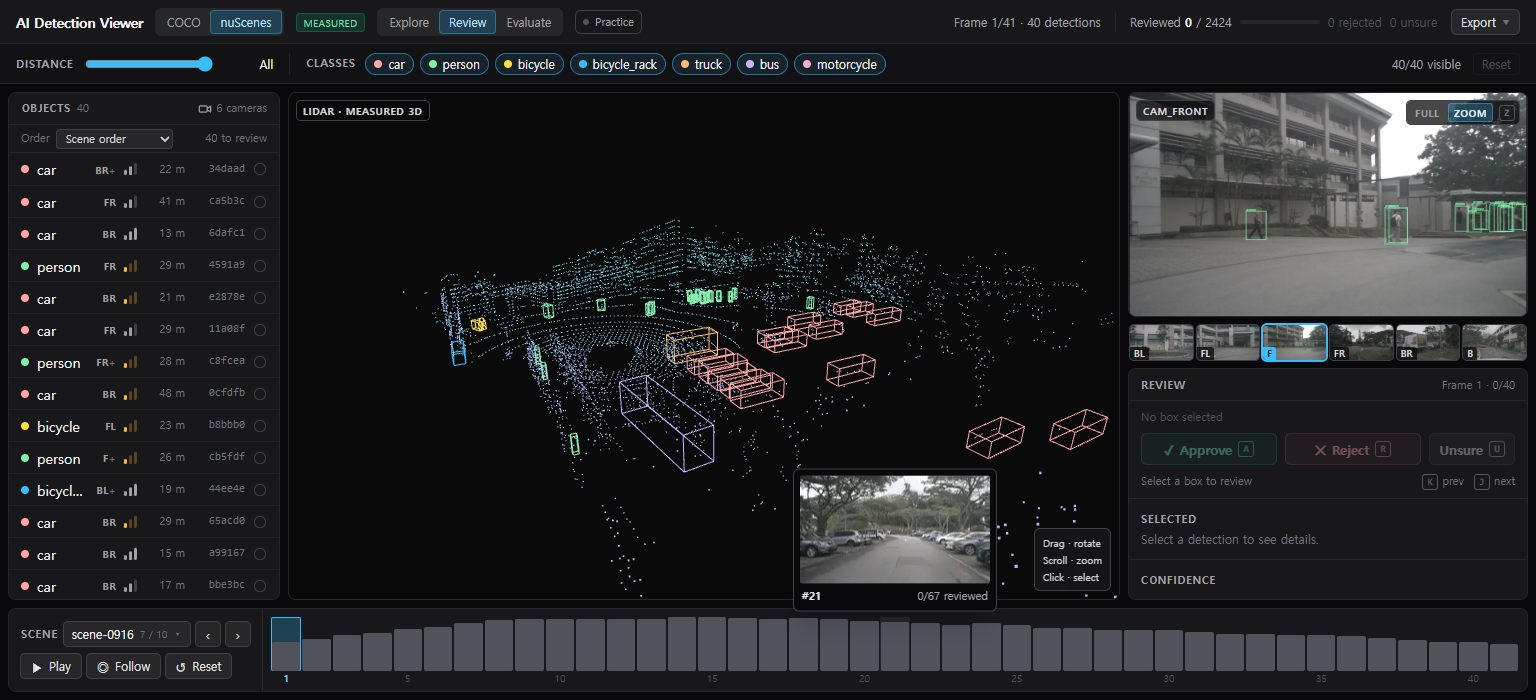 AI Detection Viewer COCO nuScenes MEASURED Explore Review Evaluate Practice Frame 1/41 · 40 detections Reviewed 0 / 2424 0 rejected 0 unsure Export
DISTANCE All CLASSES car person bicycle bicycle_rack truck bus motorcycle 40/40 visible Reset
OBJECTS 40 6 cameras
Order Scene order 40 to review
car BR+ 22 m 34daad
car FR 41 m ca5b3c
car BR 13 m 6dafc1
person FR 29 m 4591a9
car BR 21 m e2878e
car FR 29 m 11a08f
person FR+ 28 m c8fcea
car BR 48 m 0cfdfb
bicycle FL 23 m b8bbb0
person F+ 26 m cb5fdf
bicycl... BL+ 19 m 44ee4e
car BR 29 m 65acd0
car BR 15 m a99167
car BR 17 m bbe3bc
LIDAR · MEASURED 3D
#21 0/67 reviewed
Drag · rotate
Scroll · zoom
Click · select
CAM_FRONT FULL ZOOM Z
BL FL F FR BR B
REVIEW Frame 1 · 0/40
No box selected
Approve A Reject R Unsure U
Select a box to review K prev J next
SELECTED
Select a detection to see details.
CONFIDENCE
SCENE scene-0916 7 / 10 ‹ ›
Play Follow Reset
1 5 10 15 20 25 30 35 40